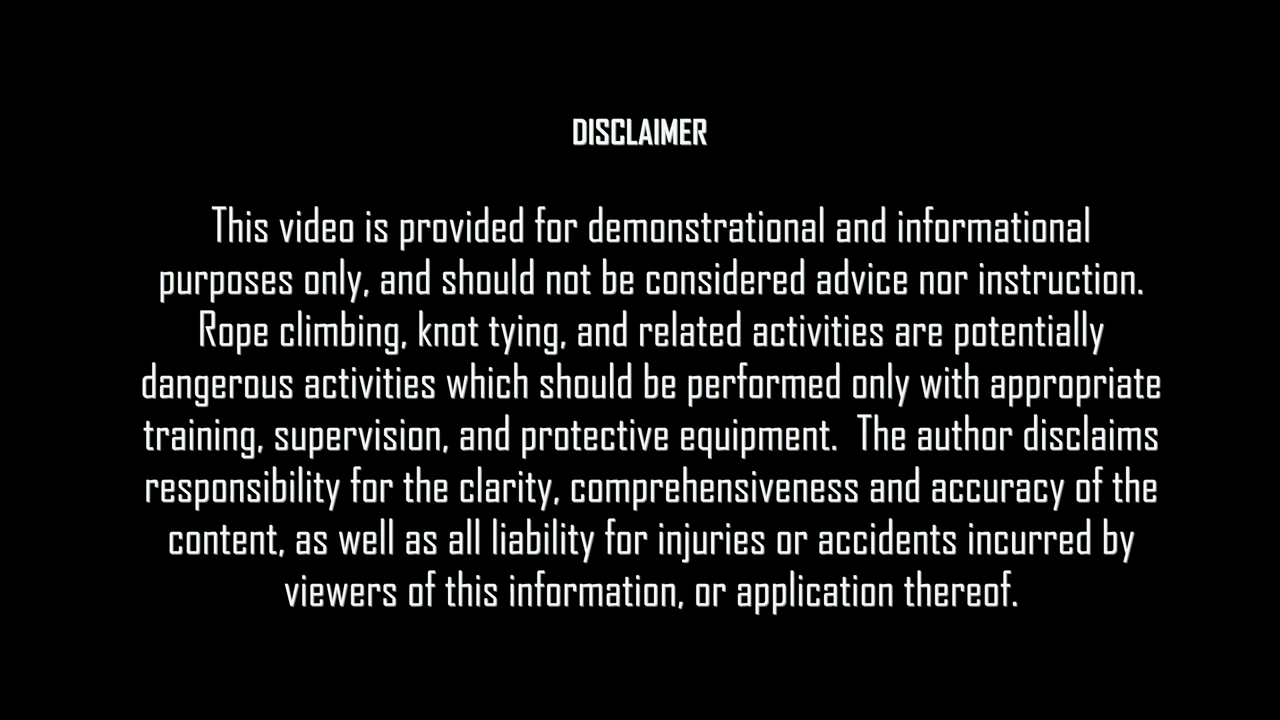 DISCLAIMER
This video is provided for demonstrational and informational
purposes only, and should not be considered advice nor instruction.
Rope climbing, knot tying, and related activities are potentially
dangerous activities which should be performed only with appropriate
training, supervision, and protective equipment.  The author disclaims
responsibility for the clarity, comprehensiveness and accuracy of the
content, as well as all liability for injuries or accidents incurred by
viewers of this information, or application thereof.